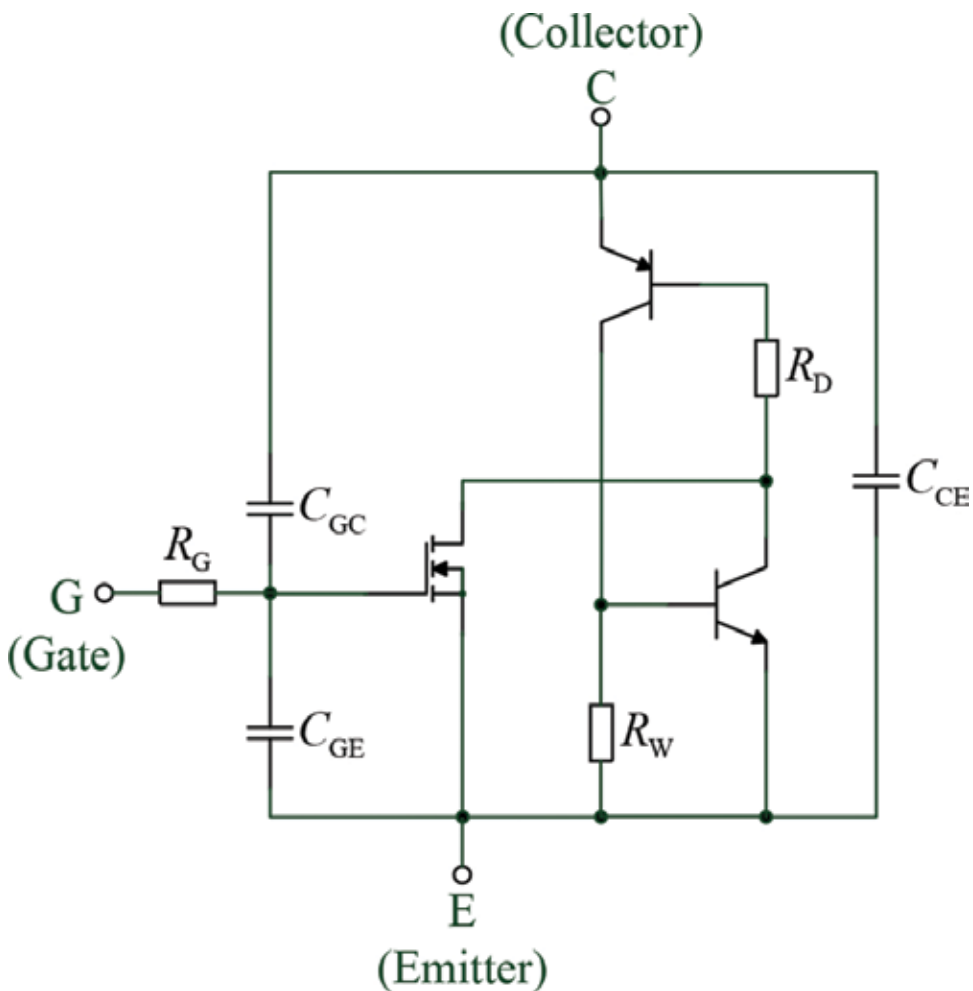 (Collector)
C
R_D
C_CE
C_GC
R_G
G
(Gate)
C_GE
R_W
E
(Emitter)